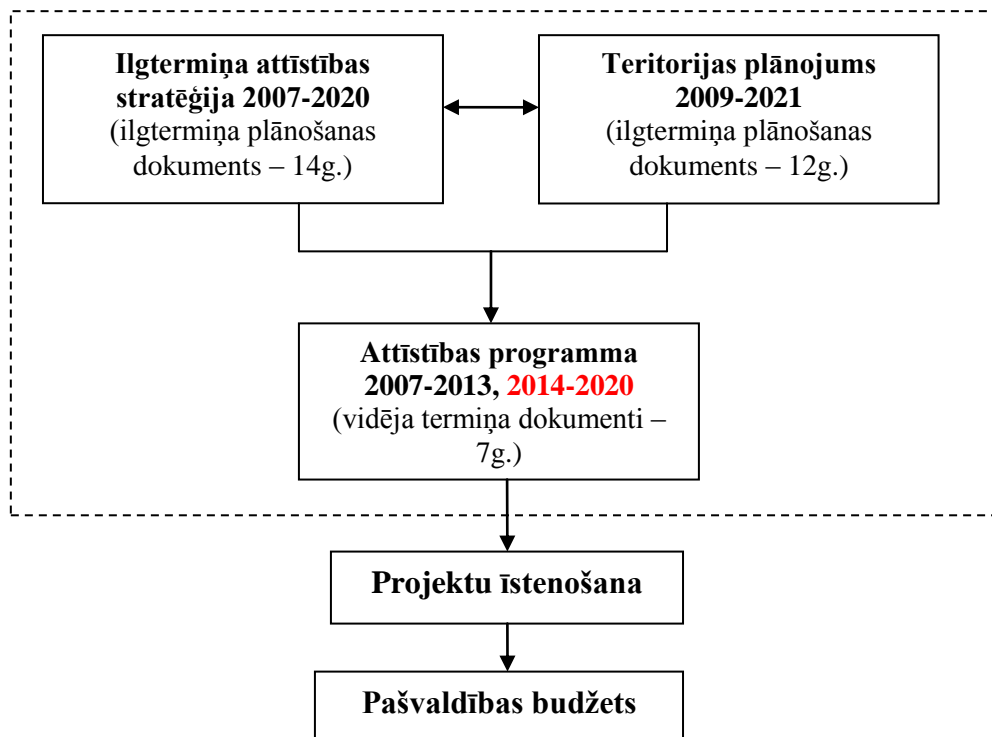 Ilgtermiņa attīstības
stratēģija 2007-2020
(ilgtermiņa plānošanas
dokuments – 14g.)
Teritorijas plānojums
2009-2021
(ilgtermiņa plānošanas
dokuments – 12g.)
Attīstības programma
2007-2013, 2014-2020
(vidēja termiņa dokumenti –
7g.)
Projektu īstenošana
Pašvaldības budžets